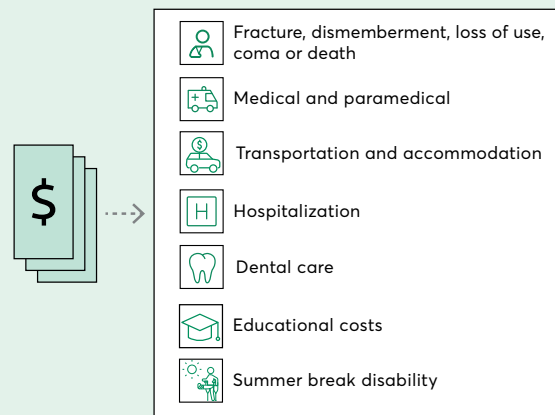 Fracture, dismemberment, loss of use,
coma or death
Medical and paramedical
$
Transportation and accommodation
$
H
Hospitalization
Dental care
Educational costs
Summer break disability